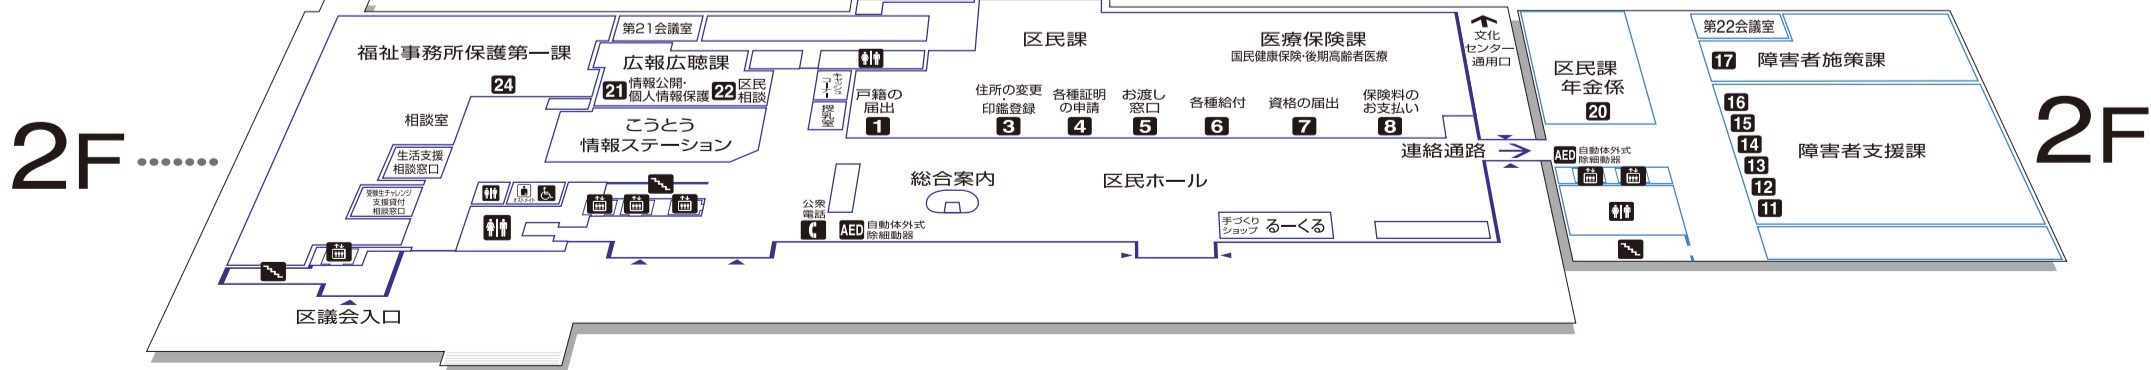 2F
福祉事務所保護第一課
24
相談室
生活支援
相談窓口
受験生チャレンジ
支援貸付
相談窓口
区議会入口
第21会議室
広報広聴課
21
情報公開・
個人情報保護
22
区民
相談
こうとう
情報ステーション
オストメイト
キャッシュ
コーナー
授乳室
戸籍の
届出
1
区民課
住所の変更
・
印鑑登録
3
各種証明
の申請
4
お渡し
窓口
5
医療保険課
国民健康保険・後期高齢者医療
各種給付
6
資格の届出
7
保険料の
お支払い
8
文化
センター
通用口
連絡通路
総合案内
区民ホール
公衆
電話
AED
自動体外式
除細動器
手づくり
ショップ
るーくる
区民課
年金係
20
AED
自動体外式
除細動器
第22会議室
17
障害者施策課
16
15
14
13
12
11
障害者支援課
2F